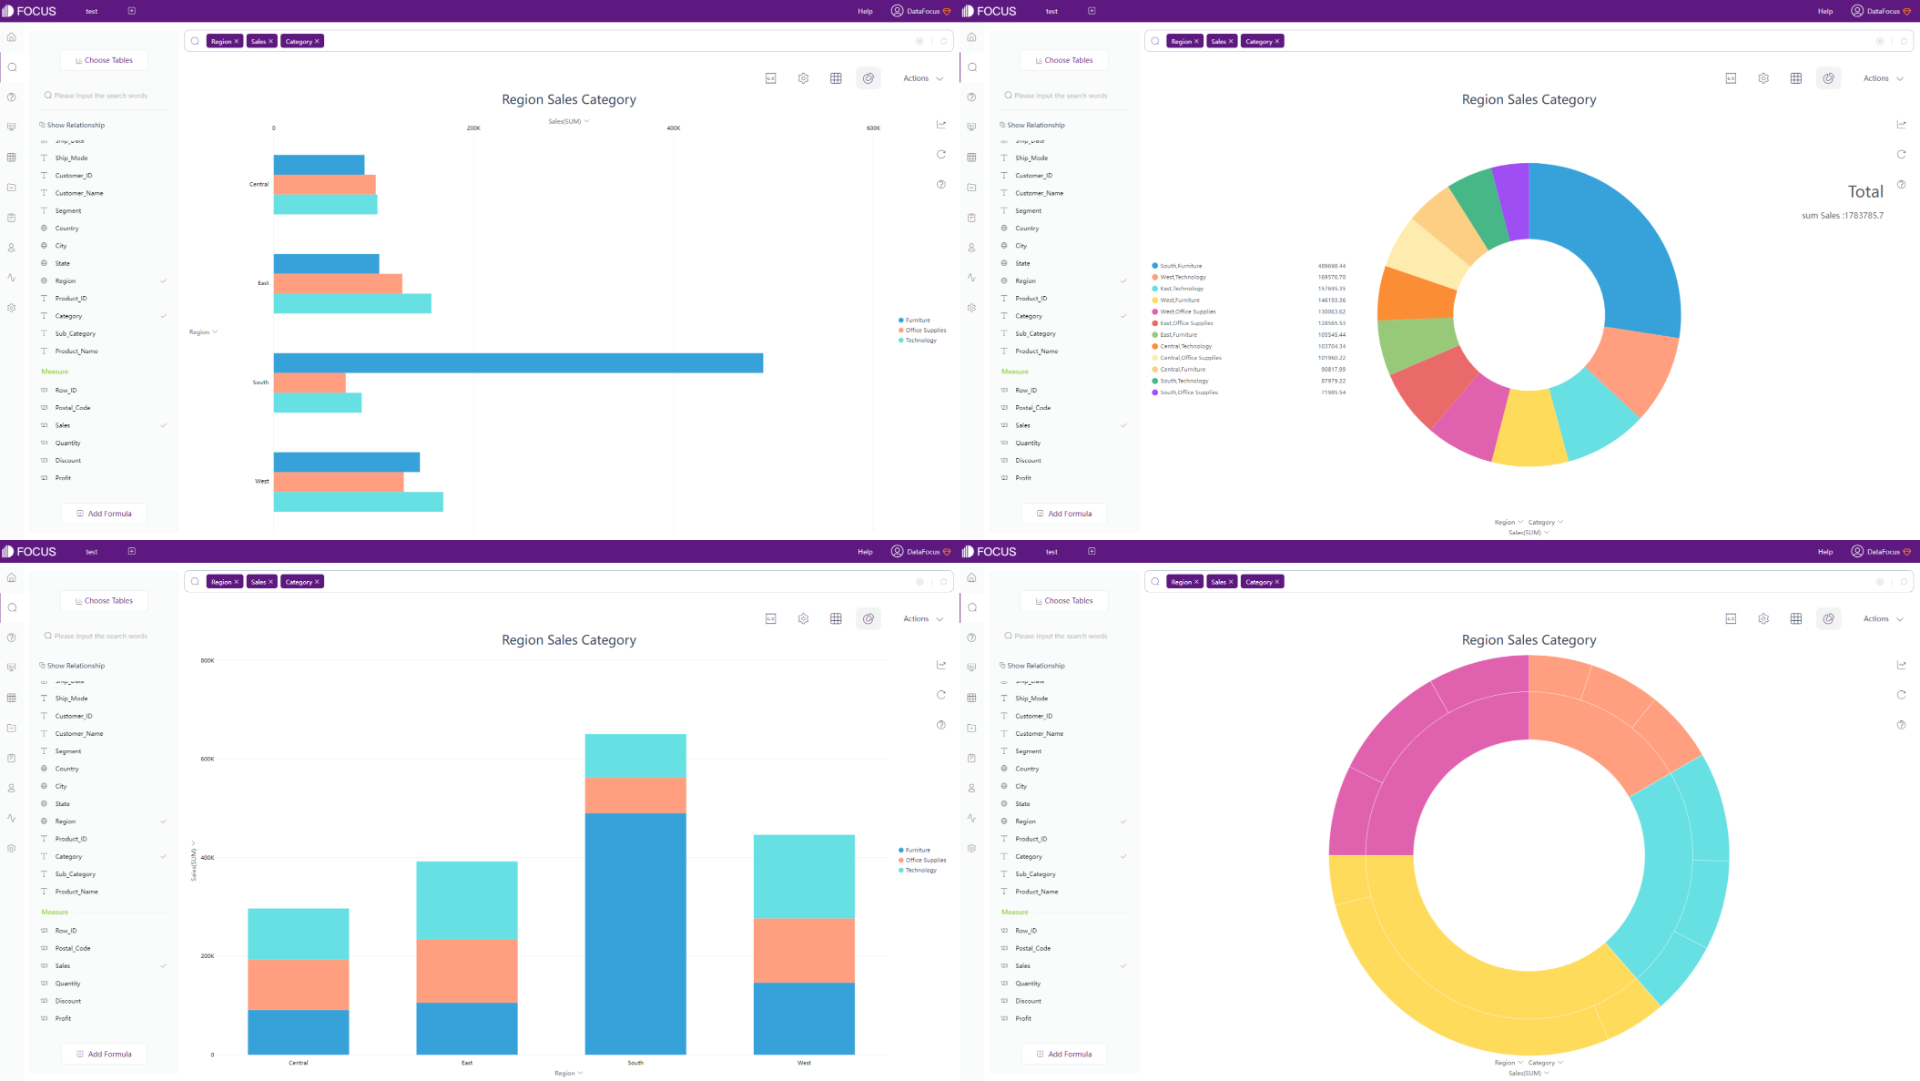 FOCUS
test
Help
DataFocus
Region ×
Sales ×
Category ×
Choose Tables
Please input the search words
Show Relationship
Ship_Date
Ship_Mode
Customer_ID
Customer_Name
Segment
Country
City
State
Region
Product_ID
Category
Sub_Category
Product_Name
Measure
Row_ID
Postal_Code
Sales
Quantity
Discount
Profit
Add Formula
Actions
Region Sales Category
Sales(SUM)
0
200K
400K
600K
Central
East
South
West
Region
Furniture
Office Supplies
Technology
FOCUS
test
Help
DataFocus
Region ×
Sales ×
Category ×
Choose Tables
Please input the search words
Show Relationship
Ship_Date
Ship_Mode
Customer_ID
Customer_Name
Segment
Country
City
State
Region
Product_ID
Category
Sub_Category
Product_Name
Measure
Row_ID
Postal_Code
Sales
Quantity
Discount
Profit
Add Formula
Actions
Region Sales Category
Total
sum Sales :1783785.7
South,Furniture 489698.44
West,Technology 169576.70
East,Technology 157695.35
West,Furniture 146193.36
West,Office Supplies 130063.62
East,Office Supplies 128565.53
East,Furniture 105545.44
Central,Technology 103704.34
Central,Office Supplies 101960.22
Central,Furniture
South,Technology 87979.22
South,Office Supplies 71985.54
Region Category
Sales(SUM)
FOCUS
test
Help
DataFocus
Region ×
Sales ×
Category ×
Choose Tables
Please input the search words
Show Relationship
Ship_Date
Ship_Mode
Customer_ID
Customer_Name
Segment
Country
City
State
Region
Product_ID
Category
Sub_Category
Product_Name
Measure
Row_ID
Postal_Code
Sales
Quantity
Discount
Profit
Add Formula
Actions
Region Sales Category
800K
600K
400K
200K
0
Sales(SUM)
Central
East
South
West
Region
Furniture
Office Supplies
Technology
FOCUS
test
Help
DataFocus
Region ×
Sales ×
Category ×
Choose Tables
Please input the search words
Show Relationship
Ship_Date
Ship_Mode
Customer_ID
Customer_Name
Segment
Country
City
State
Region
Product_ID
Category
Sub_Category
Product_Name
Measure
Row_ID
Postal_Code
Sales
Quantity
Discount
Profit
Add Formula
Actions
Region Sales Category
Region Category
Sales(SUM)